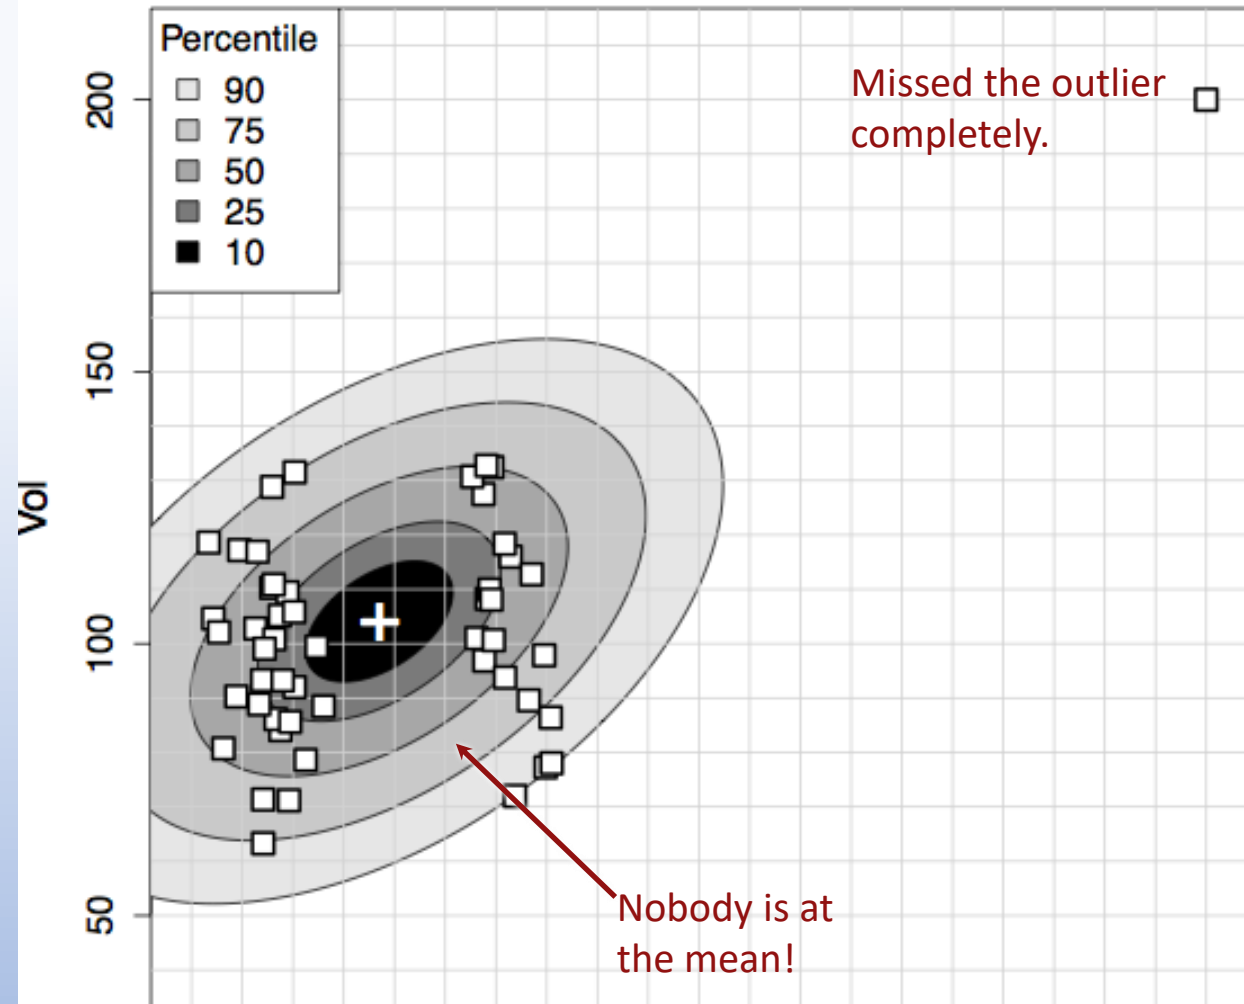 Percentile
90
75
50
25
10
Missed the outlier
completely.
200
150
Vol
100
50
Nobody is at
the mean!